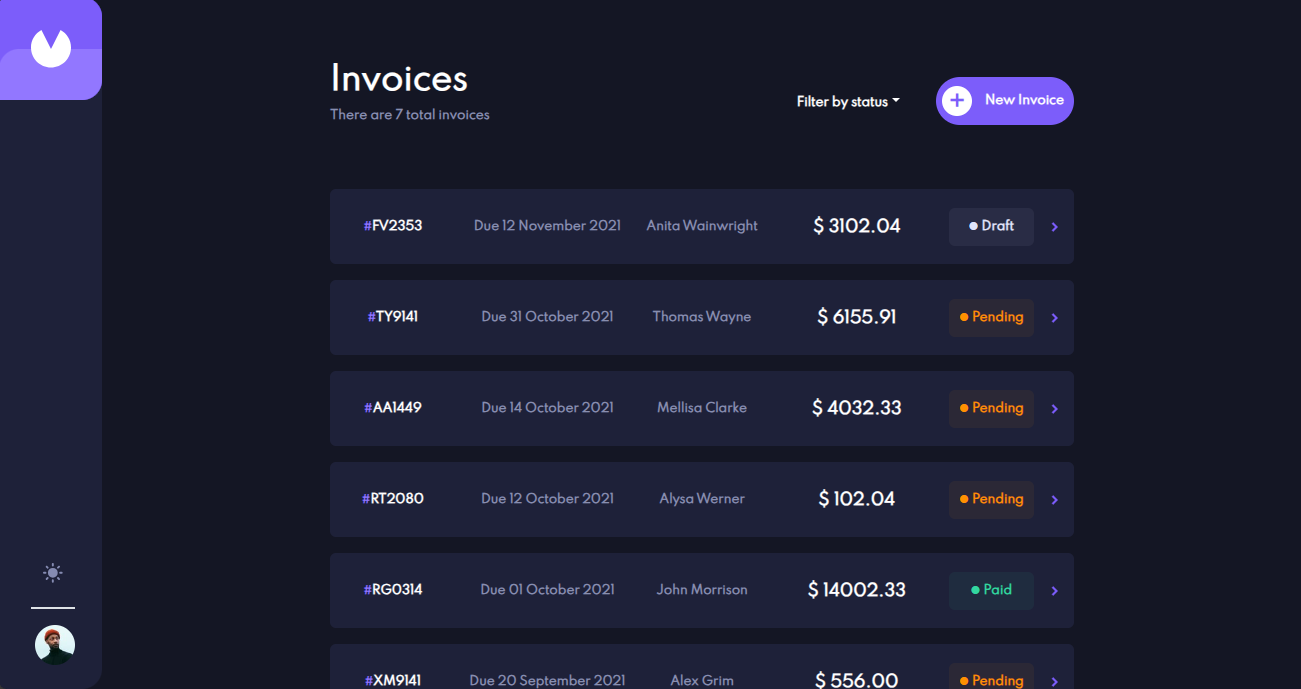 Invoices
There are 7 total invoices
Filter by status
New Invoice
#FV2353 Due 12 November 2021 Anita Wainwright $ 3102.04 Draft
#TY9141 Due 31 October 2021 Thomas Wayne $ 6155.91 Pending
#AA1449 Due 14 October 2021 Mellisa Clarke $ 4032.33 Pending
#RT2080 Due 12 October 2021 Alysa Werner $ 102.04 Pending
#RG0314 Due 01 October 2021 John Morrison $ 14002.33 Paid
#XM9141 Due 20 September 2021 Alex Grim $ 556.00 Pending